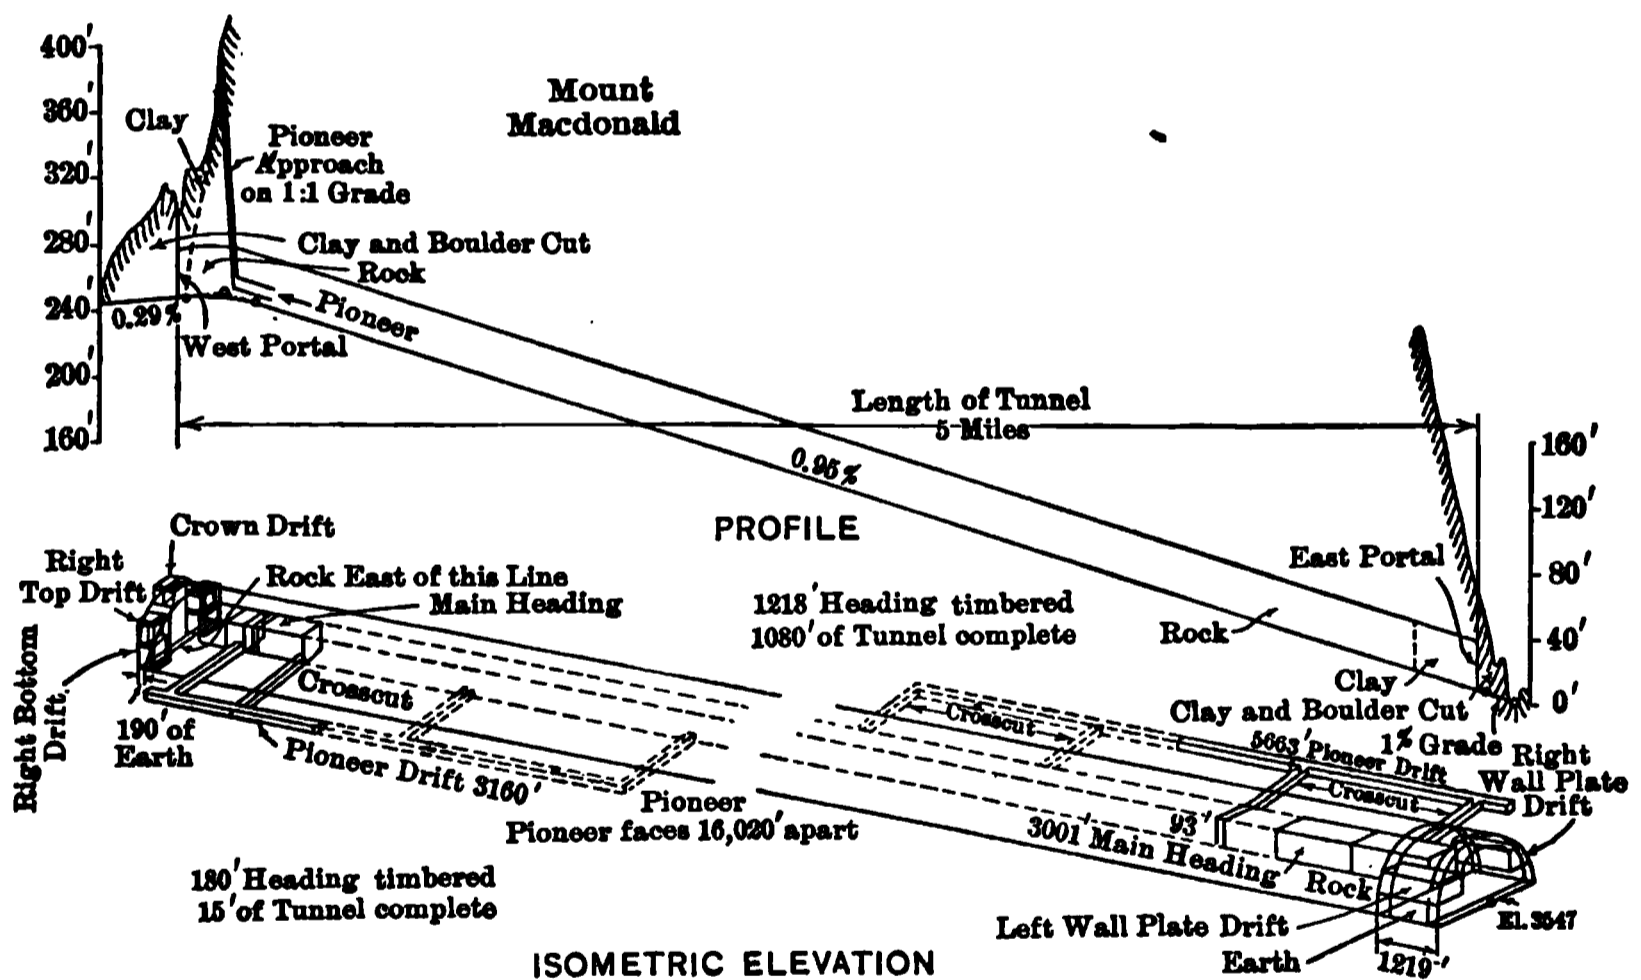 400'
360'
320'
280'
240'
200'
160'
Mount
Macdonald
Clay
Pioneer
Approach
on 1:1 Grade
Clay and Boulder Cut
Rock
0.29%
Pioneer
West Portal
Length of Tunnel
5 Miles
0.95%
PROFILE
160'
120'
80'
40'
0'
East Portal
Rock
Clay
Clay and Boulder Cut
1% Grade
Crown Drift
Right
Top Drift
Rock East of this Line
Main Heading
1218' Heading timbered
1080' of Tunnel complete
Right Bottom
Drift.
Crosscut
190' of
Earth
Pioneer Drift 3160'
Pioneer
Pioneer faces 16,020' apart
180' Heading timbered
15' of Tunnel complete
Crosscut
5663' Pioneer Drift
Right
Wall Plate
Drift
Crosscut
93'
3001' Main Heading
Rock
Left Wall Plate Drift
Earth
El. 3547
1219'
ISOMETRIC ELEVATION